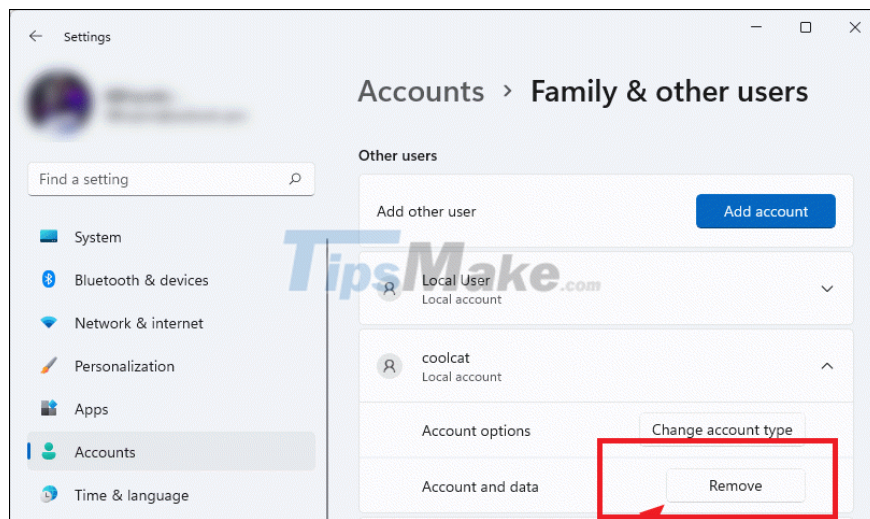 Settings
Accounts › Family & other users
Find a setting
Other users
Add other user
Add account
System
Bluetooth & devices
Network & internet
Personalization
Apps
Accounts
Time & language
TipsMake.com
Local User
Local account
coolcat
Local account
Account options
Change account type
Account and data
Remove